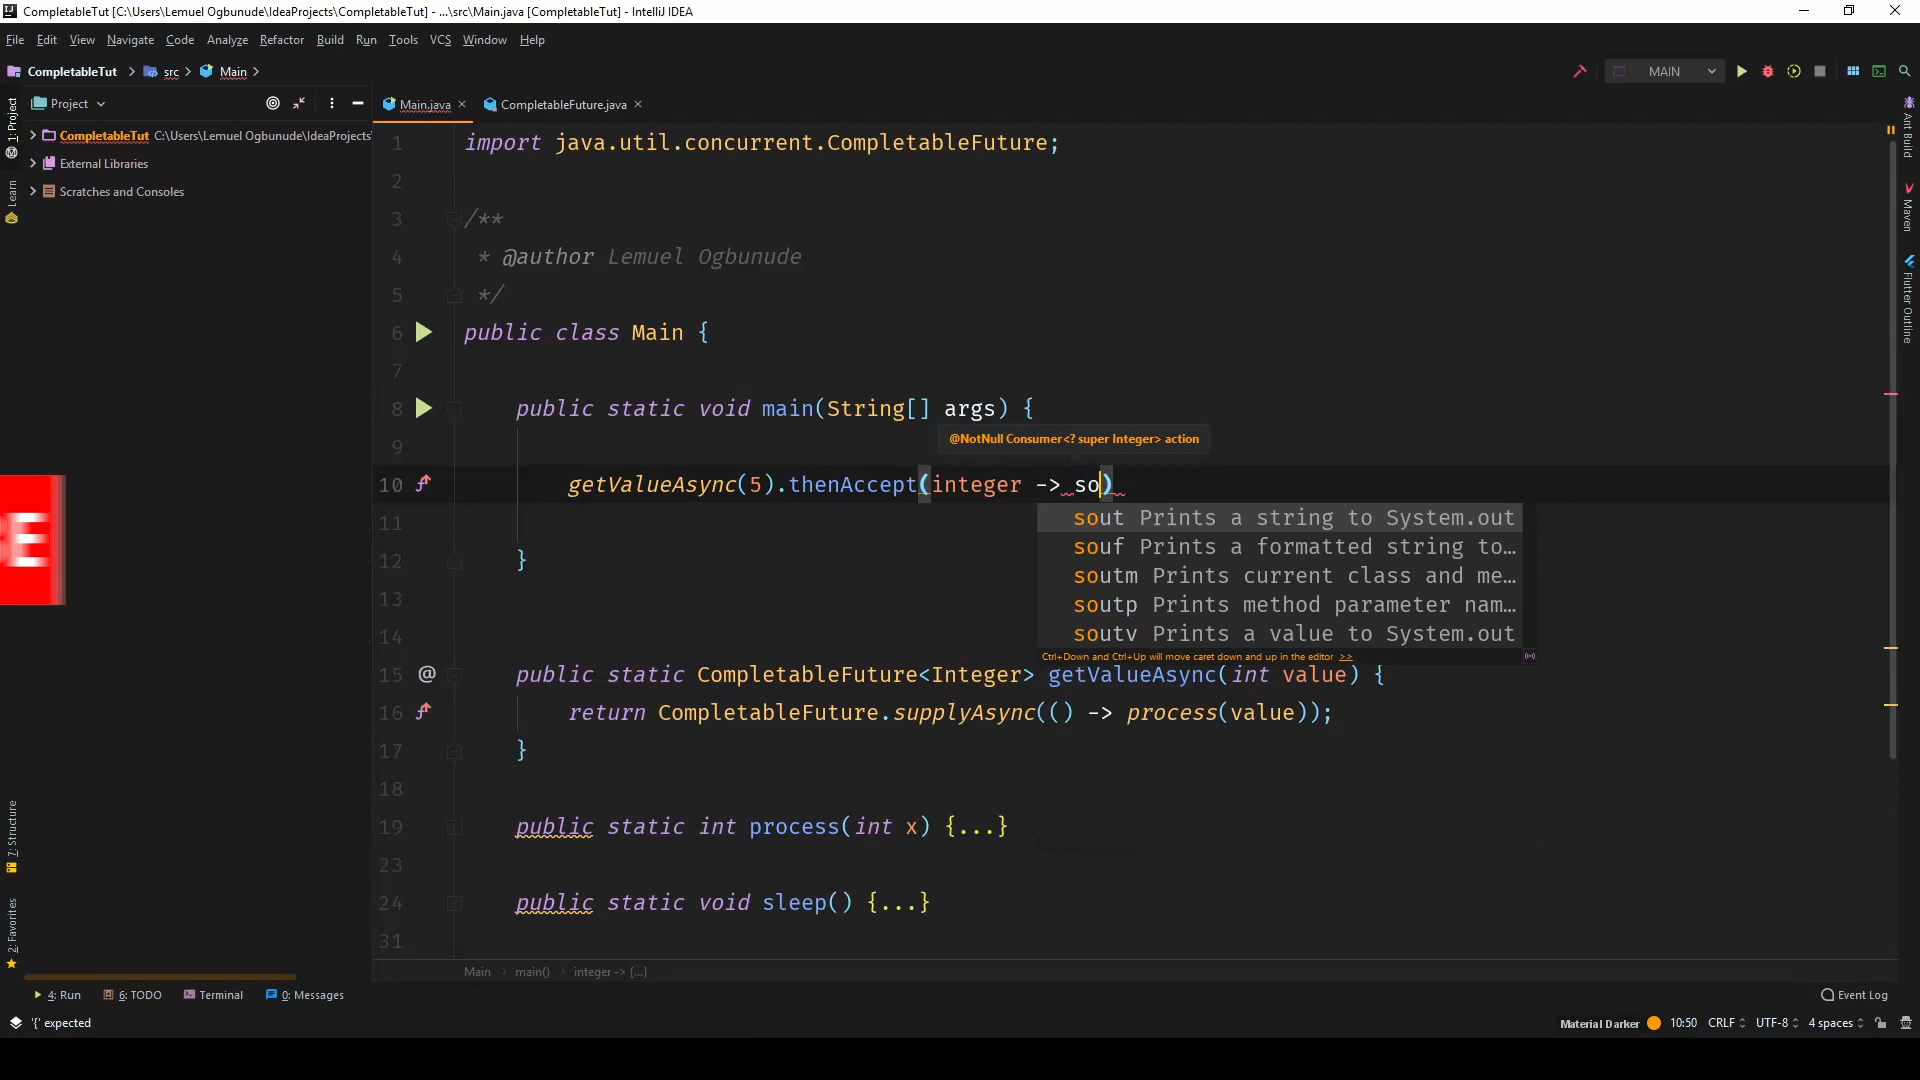 CompletableTut [C:\Users\Lemuel Ogbunude\IdeaProjects\CompletableTut] - ...\src\Main.java [CompletableTut] - IntelliJ IDEA
File Edit View Navigate Code Analyze Refactor Build Run Tools VCS Window Help
CompletableTut src Main MAIN
Project Main.java CompletableFuture.java
CompletableTut C:\Users\Lemuel Ogbunude\IdeaProjects
External Libraries
Scratches and Consoles
1: Project
Learn
7: Structure
2: Favorites
1 import java.util.concurrent.CompletableFuture;
2
3 /**
4 * @author Lemuel Ogbunude
5 */
6 public class Main {
7
8 public static void main(String[] args) {
9
@NotNull Consumer<? super Integer> action
10 getValueAsync(5).thenAccept(integer -> so)
11
sout Prints a string to System.out
souf Prints a formatted string to…
soutm Prints current class and me…
soutp Prints method parameter nam…
soutv Prints a value to System.out
Ctrl+Down and Ctrl+Up will move caret down and up in the editor >>
12 }
13
14
15 @ public static CompletableFuture<Integer> getValueAsync(int value) {
16 return CompletableFuture.supplyAsync(() -> process(value));
17 }
18
19 public static int process(int x) {...}
23
24 public static void sleep() {...}
31
Main main() integer -> {...}
Ant Build
Maven
Flutter Outline
E
4: Run 6: TODO Terminal 0: Messages Event Log
'{' expected Material Darker 10:50 CRLF UTF-8 4 spaces